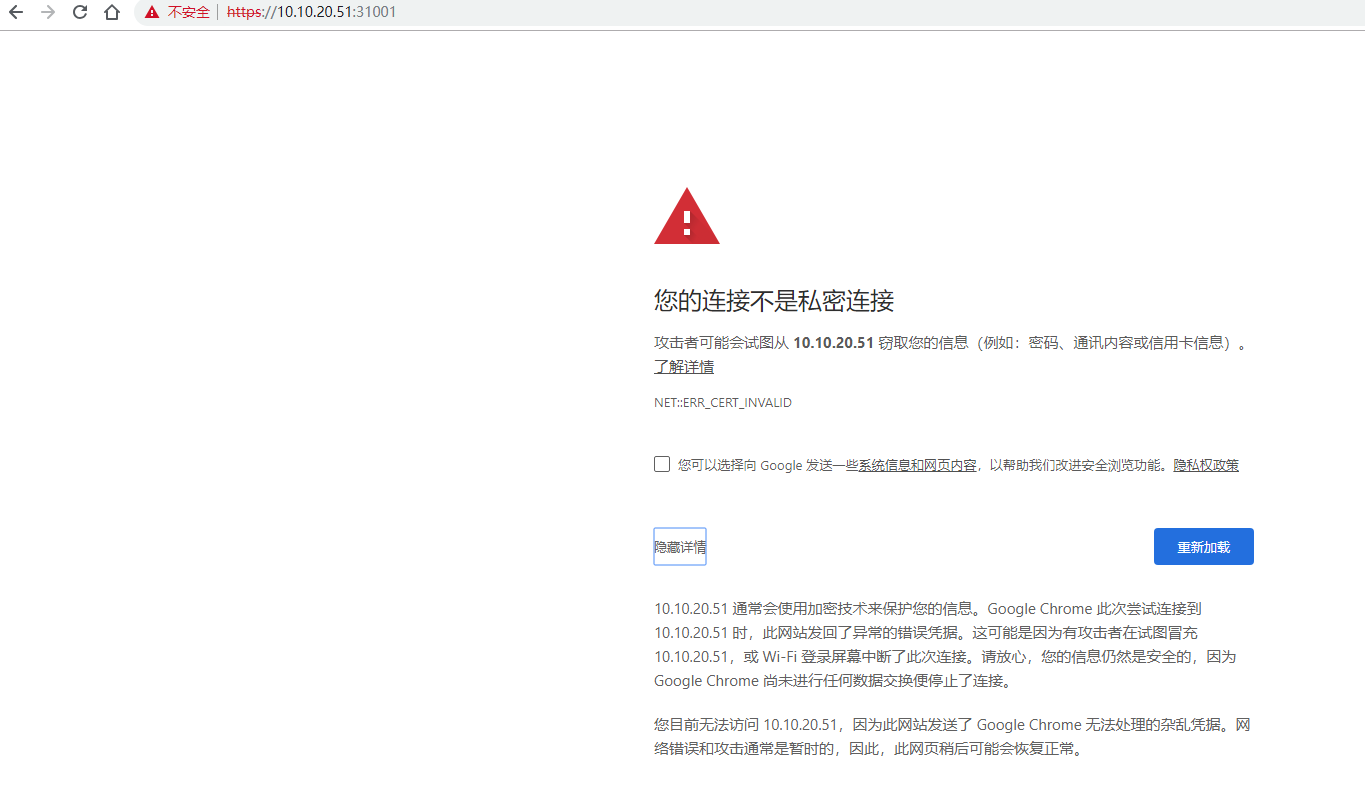 不安全 | https://10.10.20.51:31001
您的连接不是私密连接
攻击者可能会试图从 10.10.20.51 窃取您的信息（例如：密码、通讯内容或信用卡信息）。
了解详情
NET::ERR_CERT_INVALID
您可以选择向 Google 发送一些系统信息和网页内容，以帮助我们改进安全浏览功能。隐私权政策
隐藏详情
重新加载
10.10.20.51 通常会使用加密技术来保护您的信息。Google Chrome 此次尝试连接到
10.10.20.51 时，此网站发回了异常的错误凭据。这可能是因为有攻击者在试图冒充
10.10.20.51，或 Wi-Fi 登录屏幕中断了此次连接。请放心，您的信息仍然是安全的，因为
Google Chrome 尚未进行任何数据交换便停止了连接。
您目前无法访问 10.10.20.51，因为此网站发送了 Google Chrome 无法处理的杂乱凭据。网
络错误和攻击通常是暂时的，因此，此网页稍后可能会恢复正常。